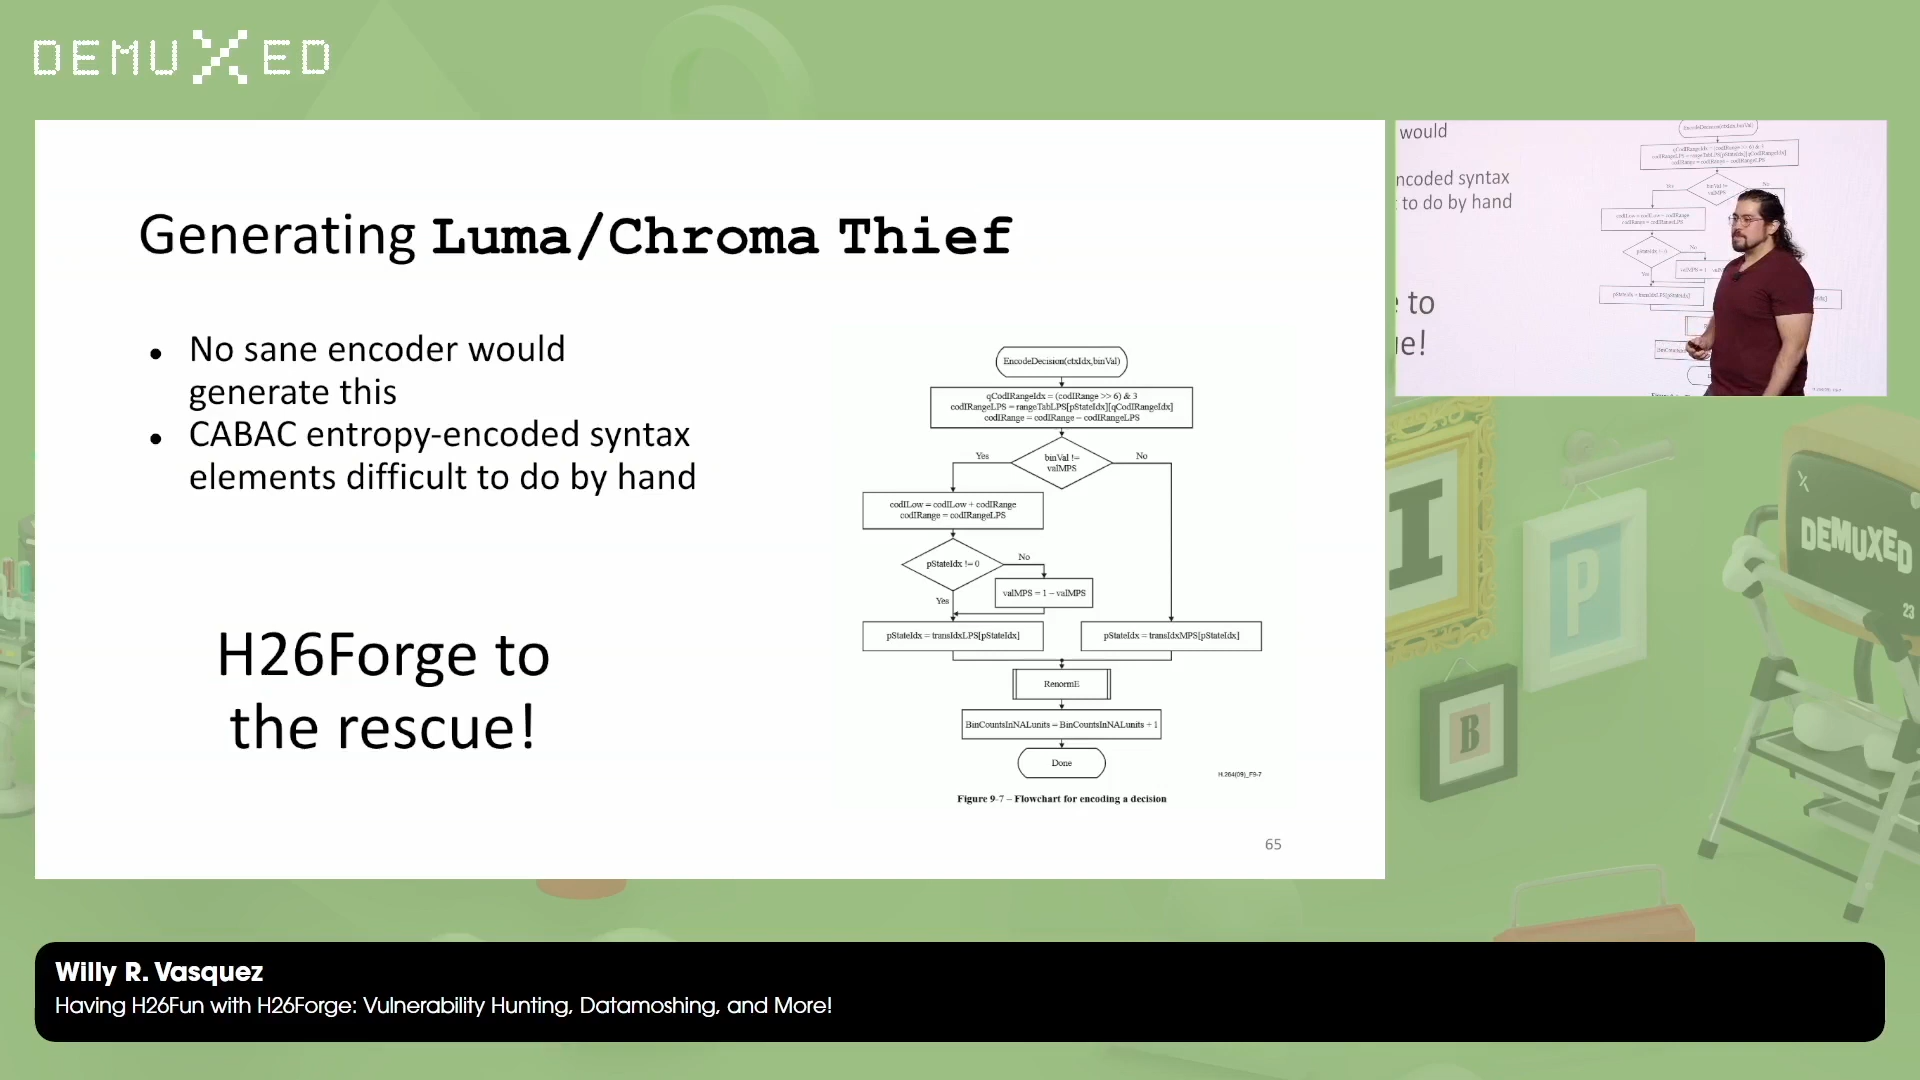 DEMUXED
Generating Luma/Chroma Thief
● No sane encoder would
generate this
● CABAC entropy-encoded syntax
elements difficult to do by hand
H26Forge to
the rescue!
EncodeDecision(ctxIdx,binVal)
qCodIRangeIdx = (codIRange >> 6) & 3
codIRangeLPS = rangeTabLPS[pStateIdx][qCodIRangeIdx]
codIRange = codIRange − codIRangeLPS
Yes
binVal !=
valMPS
No
codILow = codILow + codIRange
codIRange = codIRangeLPS
pStateIdx != 0
No
valMPS = 1 − valMPS
Yes
pStateIdx = transIdxLPS[pStateIdx]
pStateIdx = transIdxMPS[pStateIdx]
RenormE
BinCountsInNALunits = BinCountsInNALunits + 1
Done
H.264(09)_F9-7
Figure 9-7 – Flowchart for encoding a decision
65
would
ncoded syntax
to do by hand
to
e!
I
P
B
DEMUXED
23
Willy R. Vasquez
Having H26Fun with H26Forge: Vulnerability Hunting, Datamoshing, and More!